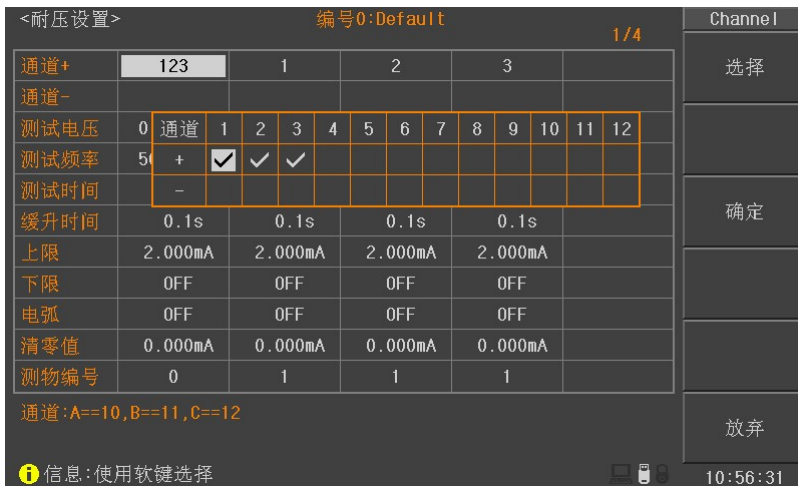 <耐压设置> 编号0:Default 1/4 Channel
通道+ 123 1 2 3 选择
通道-
测试电压 0 通道 1 2 3 4 5 6 7 8 9 10 11 12
测试频率 50 +
测试时间 -
缓升时间 0.1s 0.1s 0.1s 0.1s 确定
上限 2.000mA 2.000mA 2.000mA 2.000mA
下限 OFF OFF OFF OFF
电弧 OFF OFF OFF OFF
清零值 0.000mA 0.000mA 0.000mA 0.000mA
测物编号 0 1 1 1
通道:A==10,B==11,C==12 放弃
信息:使用软键选择 10:56:31